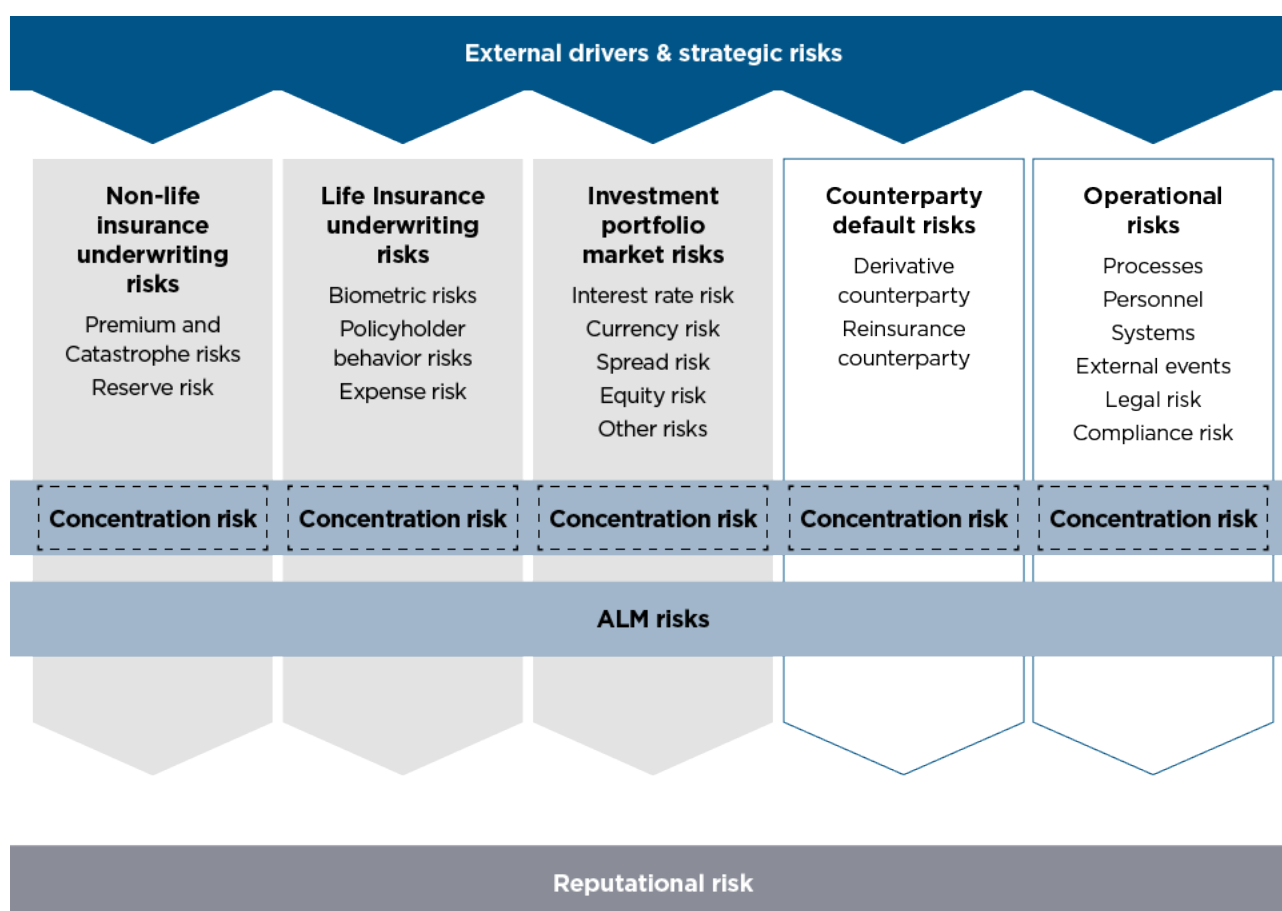 External drivers & strategic risks
Non-life
insurance
underwriting
risks
Premium and
Catastrophe risks
Reserve risk
Life Insurance
underwriting
risks
Biometric risks
Policyholder
behavior risks
Expense risk
Investment
portfolio
market risks
Interest rate risk
Currency risk
Spread risk
Equity risk
Other risks
Counterparty
default risks
Derivative
counterparty
Reinsurance
counterparty
Operational
risks
Processes
Personnel
Systems
External events
Legal risk
Compliance risk
Concentration risk
Concentration risk
Concentration risk
Concentration risk
Concentration risk
ALM risks
Reputational risk